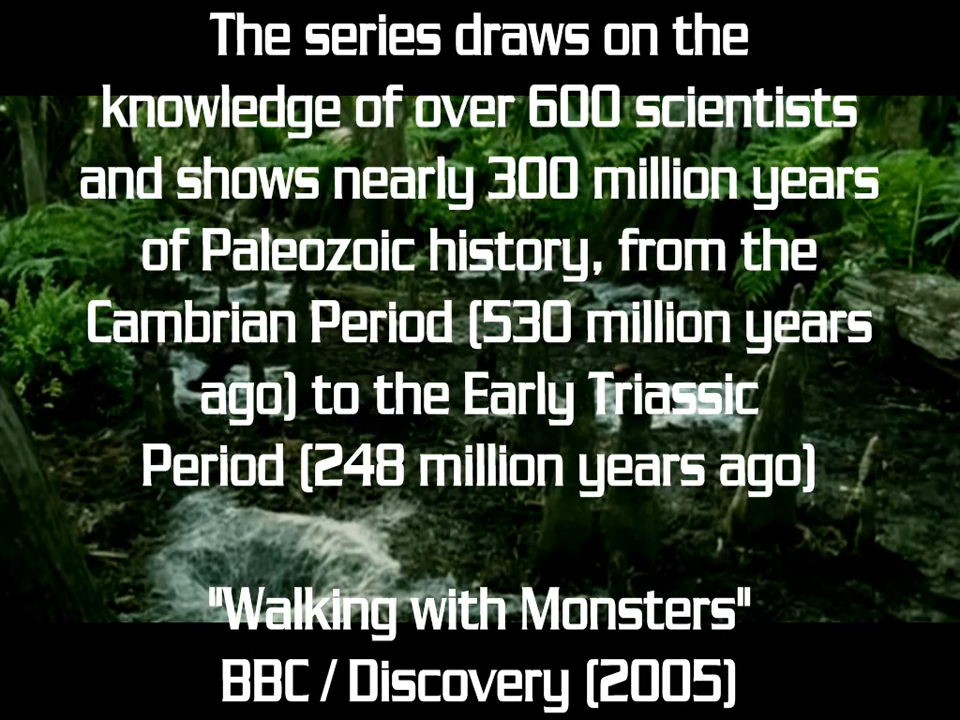 The series draws on the
knowledge of over 600 scientists
and shows nearly 300 million years
of Paleozoic history, from the
Cambrian Period (530 million years
ago) to the Early Triassic
Period (248 million years ago)
"Walking with Monsters"
BBC / Discovery (2005)